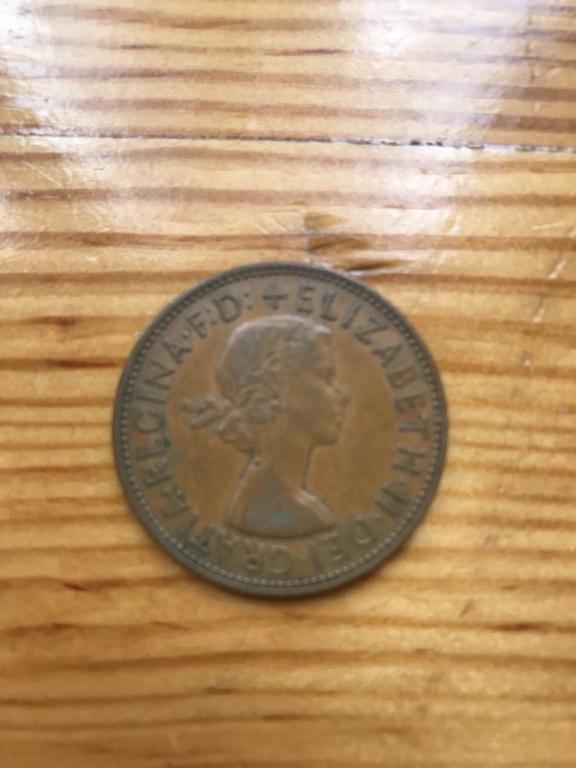 + ELIZABETH · II · DEI · GRATIA · REGINA · F: D: